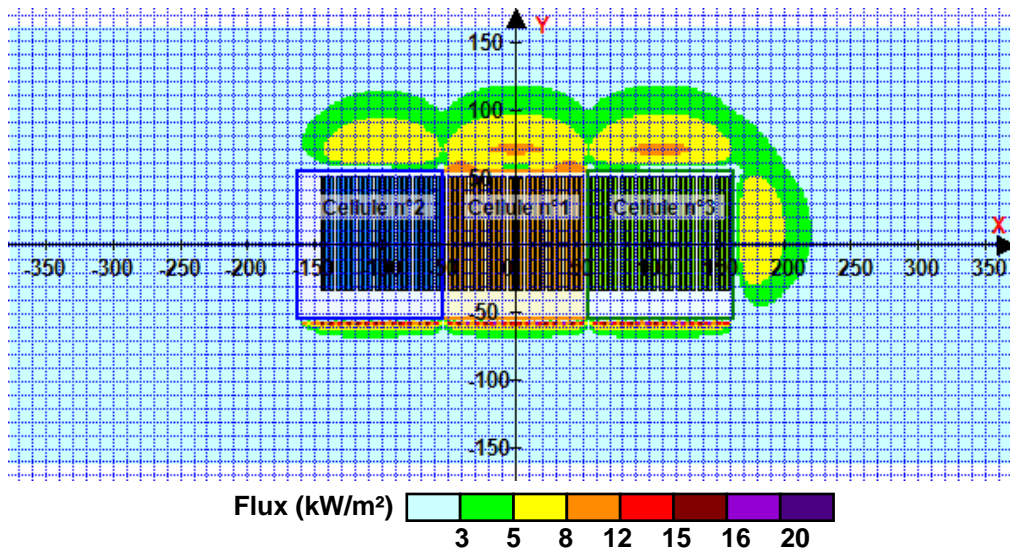 150
Y
100
50
Cellule n°2
Cellule n°1
Cellule n°3
X
-350 -300 -250 -200 -150 -100 -50 0 50 100 150 200 250 300 350
-50
-100
-150
Flux (kW/m²)
3 5 8 12 15 16 20